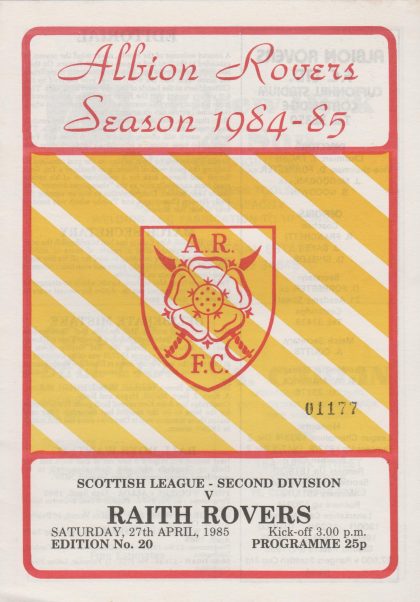 Albion Rovers
Season 1984-85
A. R.
F. C.
01177
SCOTTISH LEAGUE - SECOND DIVISION
V
RAITH ROVERS
SATURDAY, 27th APRIL, 1985 Kick-off 3.00 p.m.
EDITION No. 20 PROGRAMME 25p